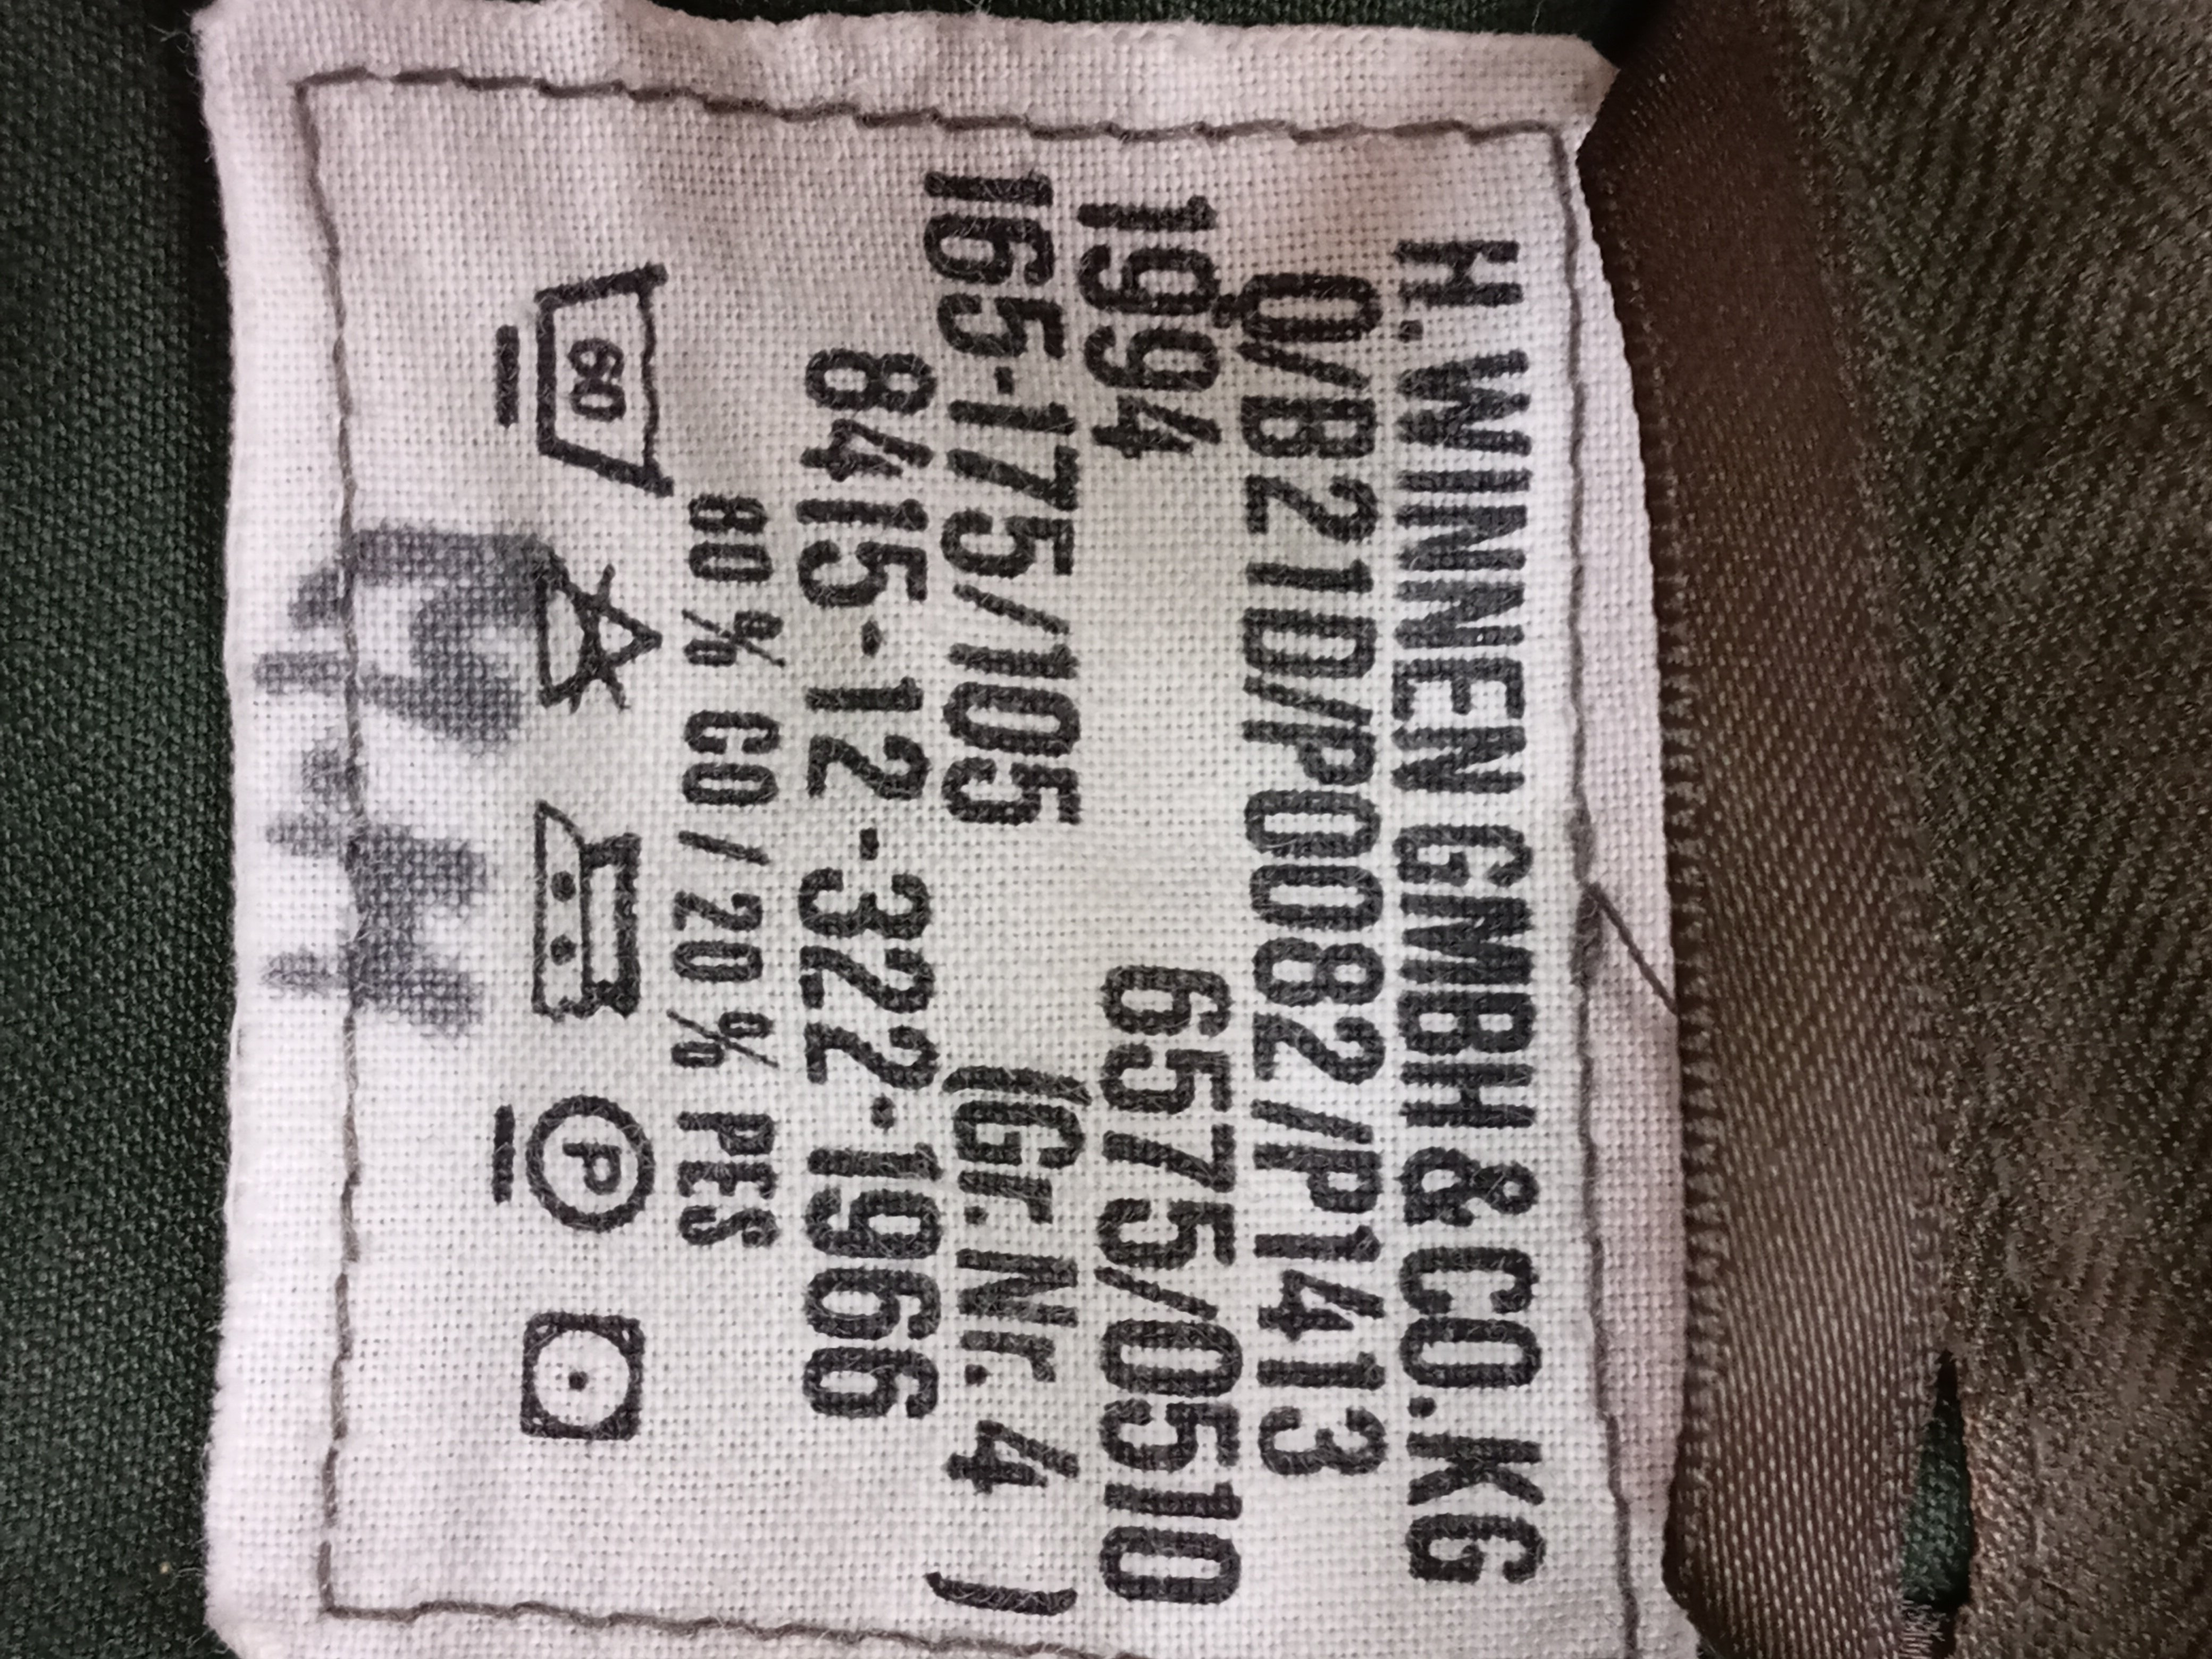 H. WINNEN GMBH & CO. KG
Q/B21D/P0082/P1413
1994 6575/0510
165-175/105 (Gr. Nr. 4 )
8415-12-322-1966
80 % CO / 20 % PES
60 P